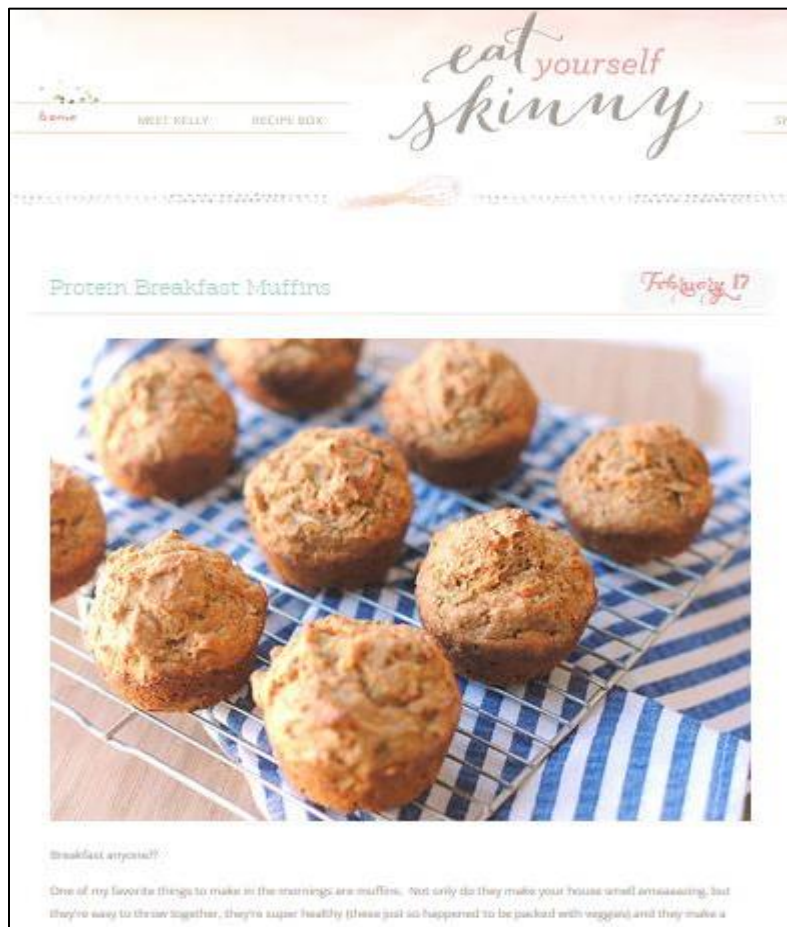 eat yourself
skinny
home MEET KELLY RECIPE BOX
Protein Breakfast Muffins February 17
Breakfast anyone??
One of my favorite things to make in the mornings are muffins. Not only do they make your house smell amaaaazing, but
they're easy to throw together, they're super healthy (these just so happened to be packed with veggies) and they make a